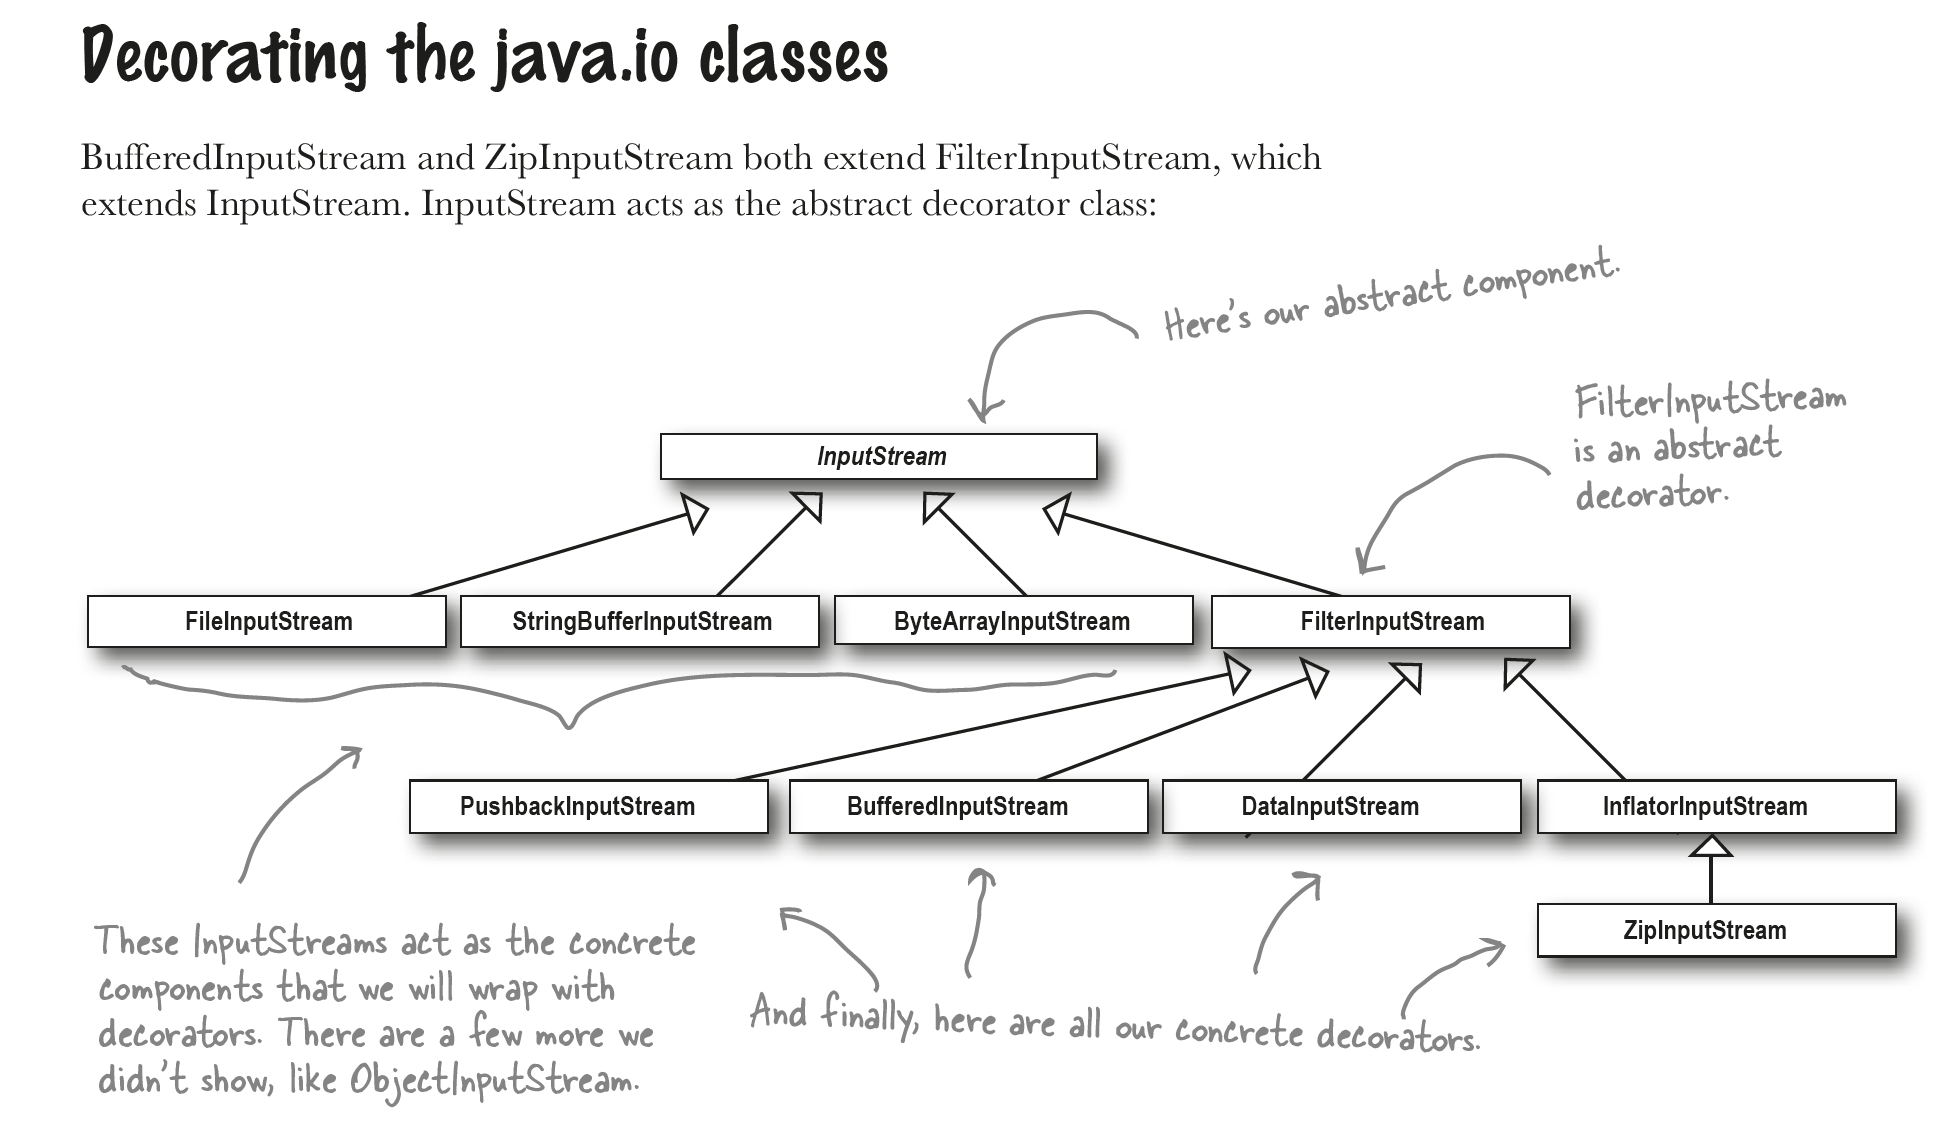 Decorating the java.io classes
BufferedInputStream and ZipInputStream both extend FilterInputStream, which
extends InputStream. InputStream acts as the abstract decorator class:
Here's our abstract component.
FilterInputStream
is an abstract
decorator.
InputStream
FileInputStream
StringBufferInputStream
ByteArrayInputStream
FilterInputStream
PushbackInputStream
BufferedInputStream
DataInputStream
InflatorInputStream
ZipInputStream
These InputStreams act as the concrete
components that we will wrap with
decorators. There are a few more we
didn't show, like ObjectInputStream.
And finally, here are all our concrete decorators.